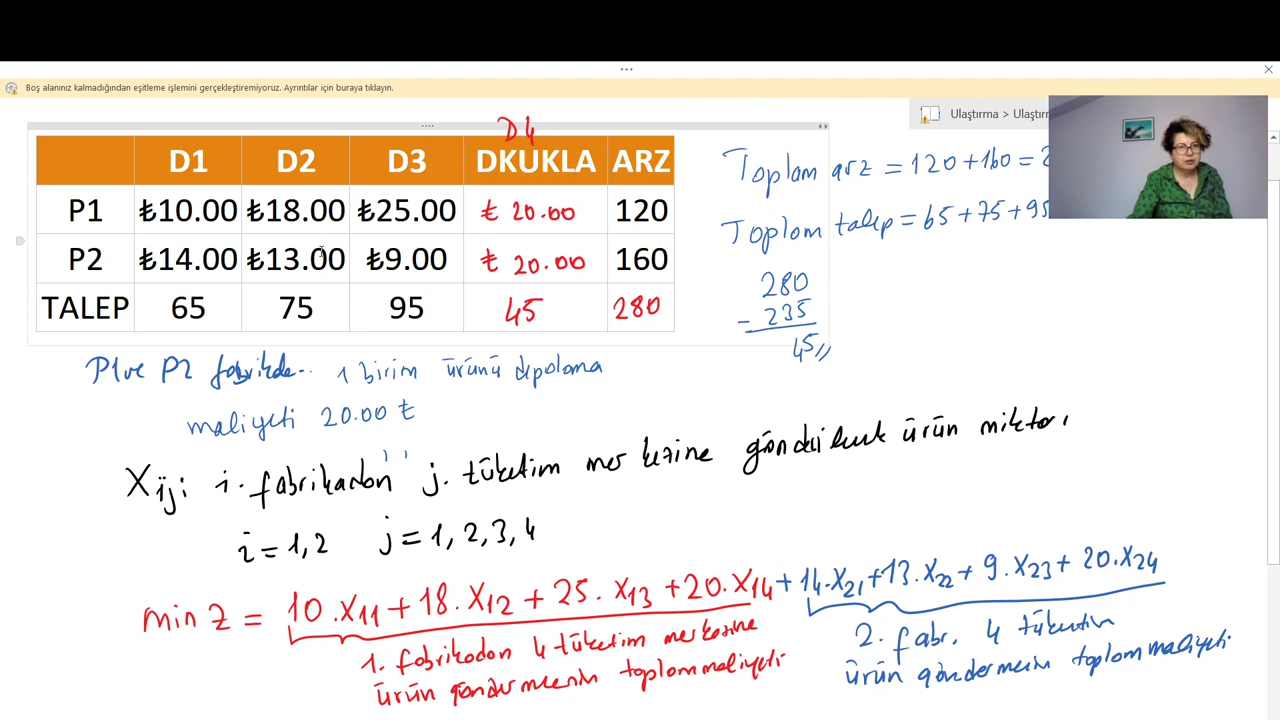 Boş alanınız kalmadığından eşitleme işlemini gerçekleştiremiyoruz. Ayrıntılar için buraya tıklayın.
Ulaştırma > Ulaştırm
D4
D1 D2 D3 DKUKLA ARZ
P1 ₺10.00 ₺18.00 ₺25.00 ₺ 20.00 120
P2 ₺14.00 ₺13.00 ₺9.00 ₺ 20.00 160
TALEP 65 75 95 45 280
Toplam arz = 120+160=2
Toplam talep = 65+75+95
280
- 235
45//
P1 ve P2 fabrikda.. 1 birim ürünü depolama
maliyeti 20.00 ₺
Xij: i. fabrikadan j. tüketim merkezine gönderilecek ürün miktarı
i = 1,2 j = 1, 2, 3, 4
min Z = 10.X11 + 18.X12 + 25.X13 + 20.X14 + 14.X21 + 13.X22 + 9.X23 + 20.X24
1. fabrikadan 4 tüketim merkezine
ürün göndermenin toplam maliyeti
2. fabr. 4 tüketim
ürün göndermenin toplam maliyeti